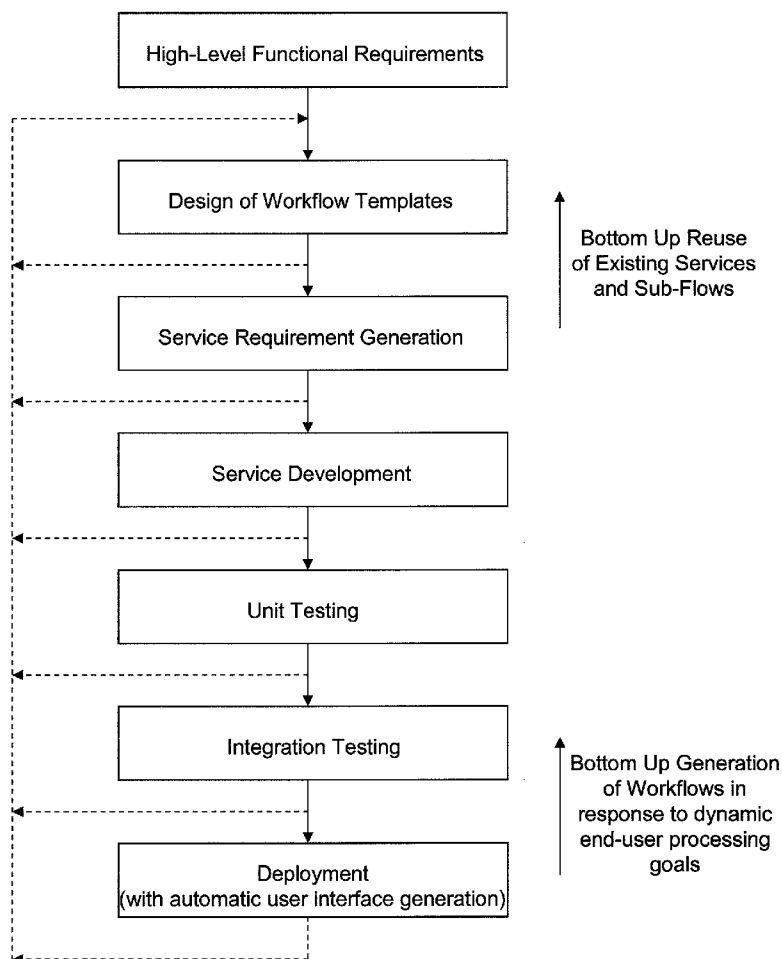 High-Level Functional Requirements
Design of Workflow Templates
Bottom Up Reuse
of Existing Services
and Sub-Flows
Service Requirement Generation
Service Development
Unit Testing
Integration Testing
Bottom Up Generation
of Workflows in
response to dynamic
end-user processing
goals
Deployment
(with automatic user interface generation)